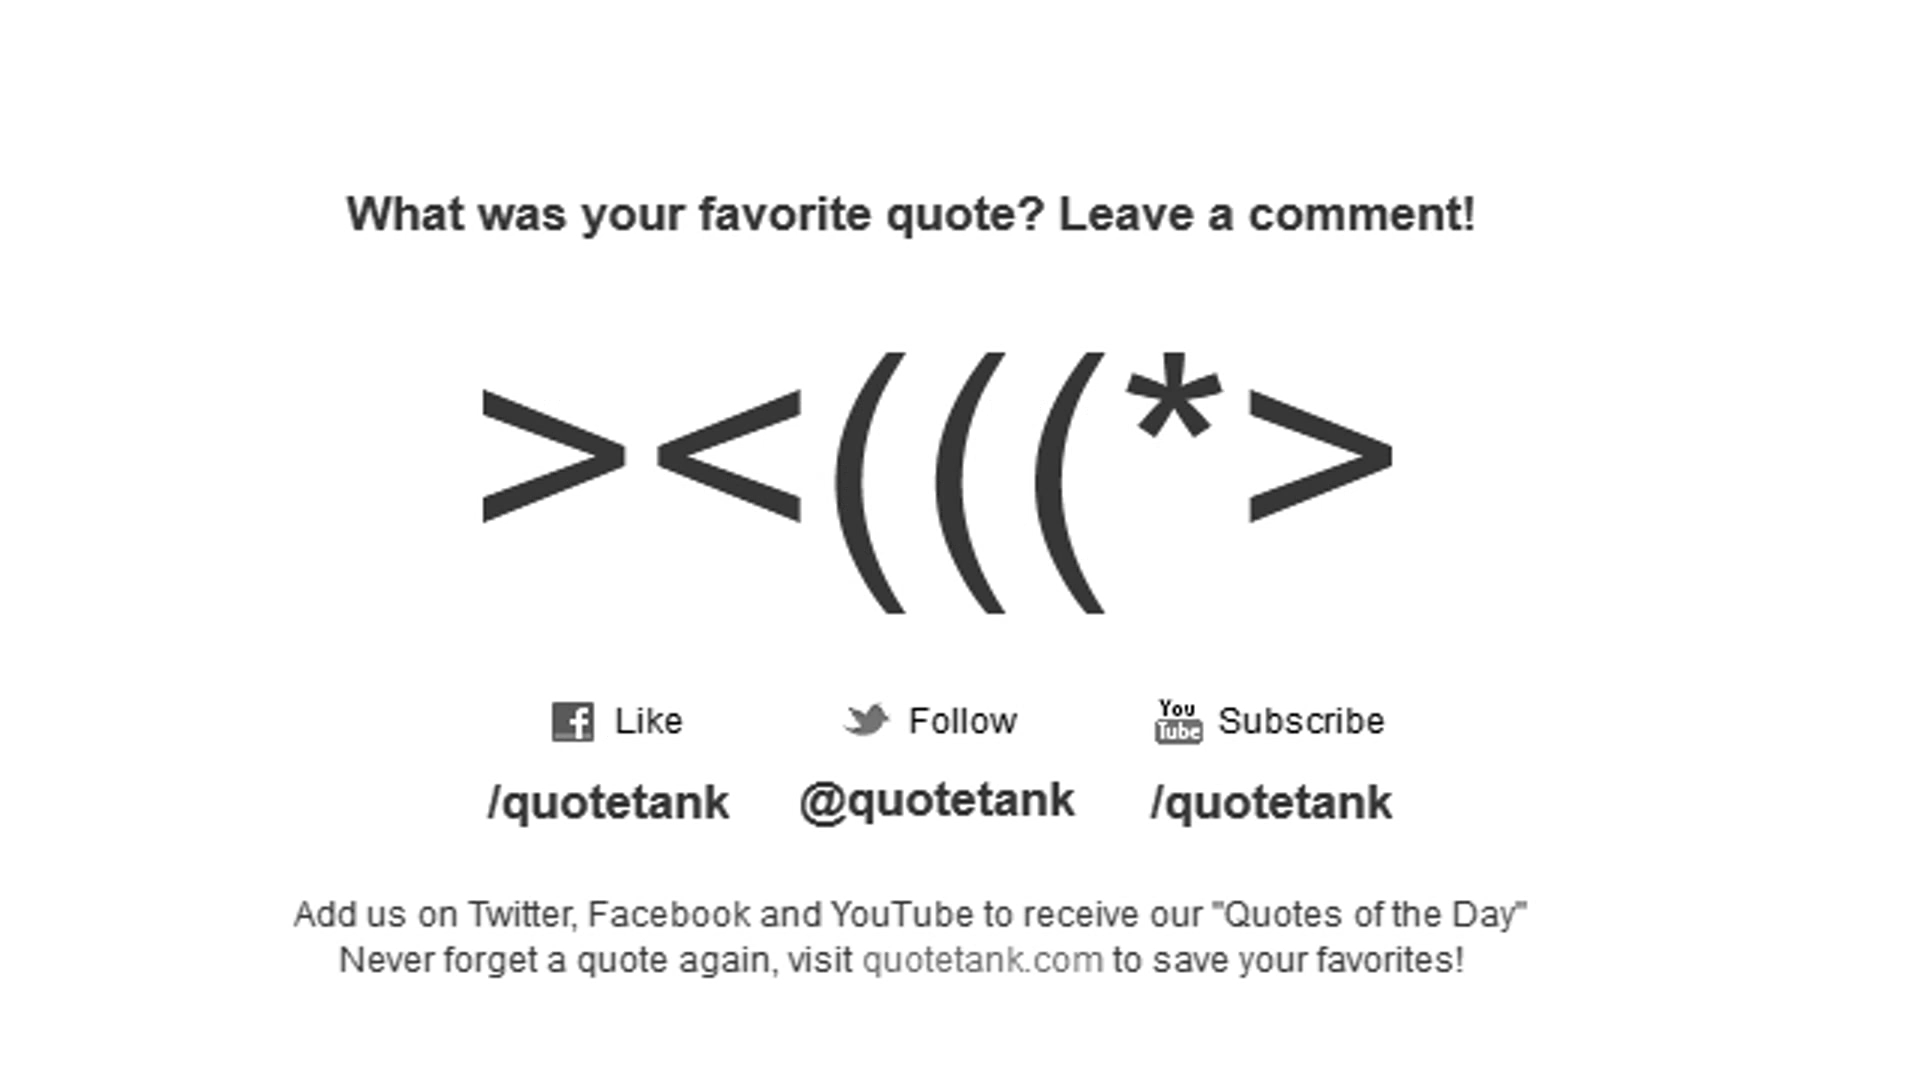 What was your favorite quote? Leave a comment!
><(((*>
f Like Follow You Tube Subscribe
/quotetank @quotetank /quotetank
Add us on Twitter, Facebook and YouTube to receive our "Quotes of the Day"
Never forget a quote again, visit quotetank.com to save your favorites!